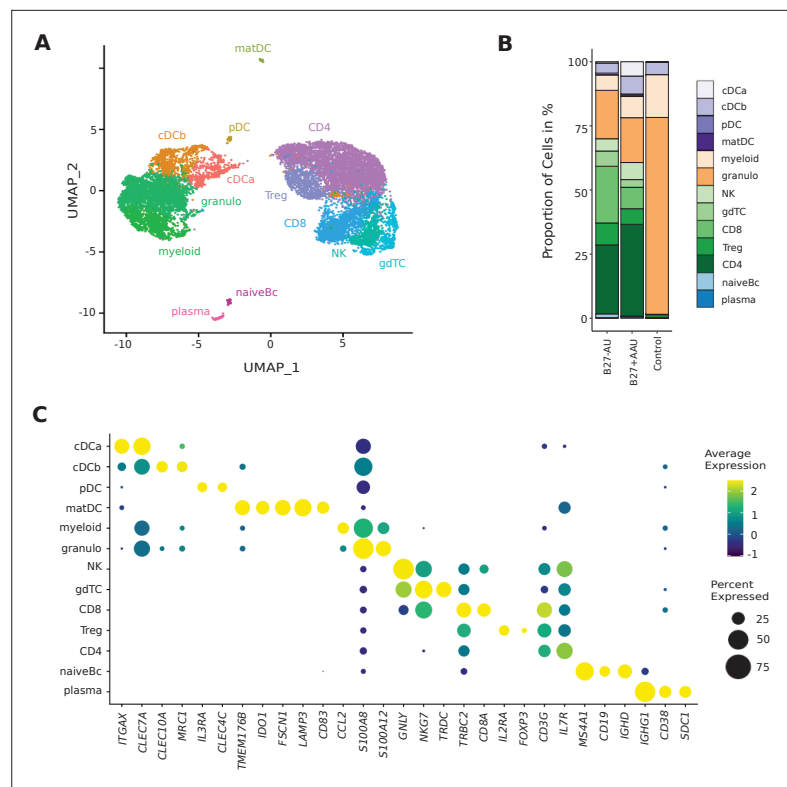 A
matDC
5
0
-5
-10
UMAP_2
cDCb
pDC
CD4
cDCa
Treg
granulo
CD8
myeloid
NK
gdTC
naiveBc
plasma
-10
-5
0
5
UMAP_1
B
Proportion of Cells in %
100
75
50
25
0
B27-AU
B27+AAU
Control
cDCa
cDCb
pDC
matDC
myeloid
granulo
NK
gdTC
CD8
Treg
CD4
naiveBc
plasma
C
cDCa
cDCb
pDC
matDC
myeloid
granulo
NK
gdTC
CD8
Treg
CD4
naiveBc
plasma
ITGAX
CLEC7A
CLEC10A
MRC1
IL3RA
CLEC4C
TMEM176B
IDO1
FSCN1
LAMP3
CD83
CCL2
S100A8
S100A12
GNLY
NKG7
TRDC
TRBC2
CD8A
IL2RA
FOXP3
CD3G
IL7R
MS4A1
CD19
IGHD
IGHG1
CD38
SDC1
Average
Expression
2
1
0
-1
Percent
Expressed
25
50
75